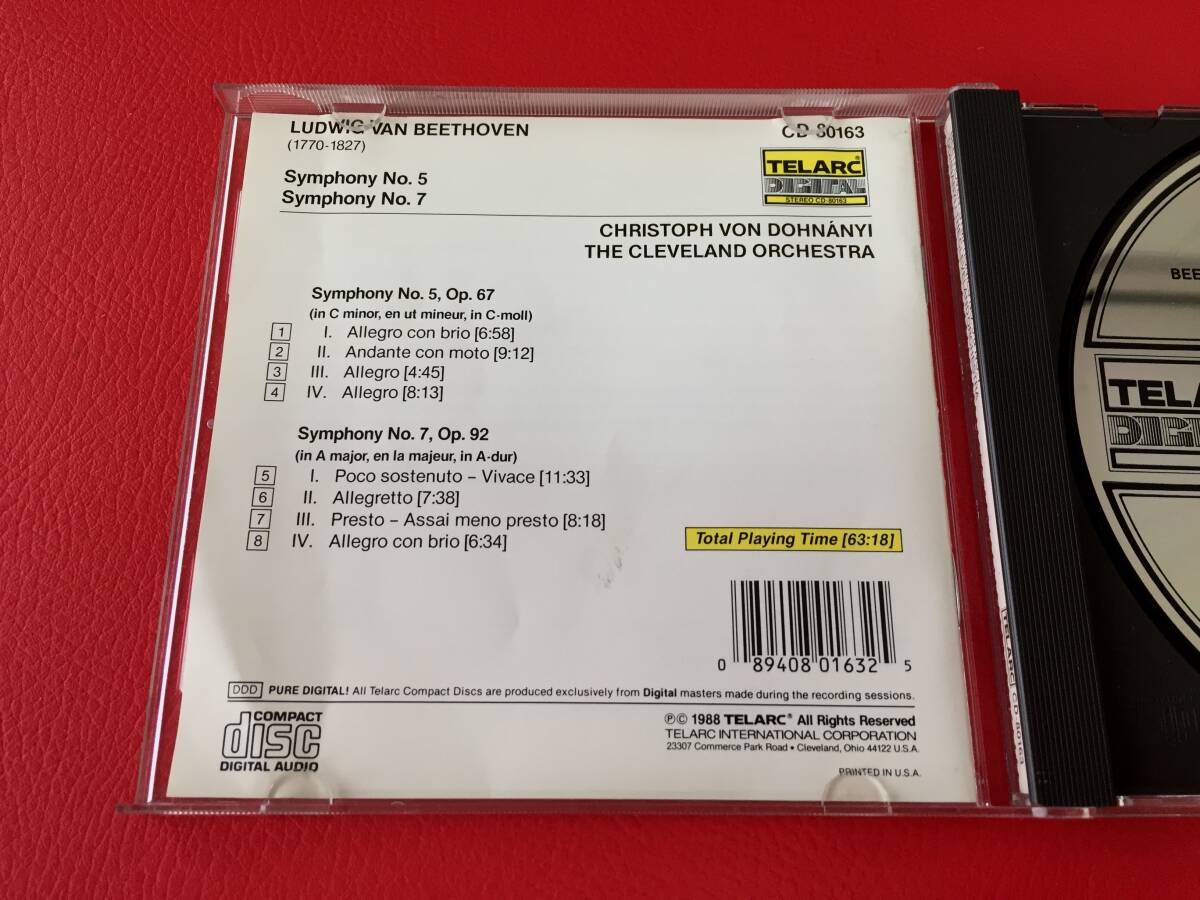 LUDWIG VAN BEETHOVEN
(1770-1827)
CD-80163
TELARC®
DIGITAL
STEREO CD 80163
Symphony No. 5
Symphony No. 7
CHRISTOPH VON DOHNÁNYI
THE CLEVELAND ORCHESTRA
Symphony No. 5, Op. 67
(in C minor, en ut mineur, in C-moll)
1 I. Allegro con brio [6:58]
2 II. Andante con moto [9:12]
3 III. Allegro [4:45]
4 IV. Allegro [8:13]
Symphony No. 7, Op. 92
(in A major, en la majeur, in A-dur)
5 I. Poco sostenuto – Vivace [11:33]
6 II. Allegretto [7:38]
7 III. Presto – Assai meno presto [8:18]
8 IV. Allegro con brio [6:34]
Total Playing Time [63:18]
0 89408 01632 5
DDD PURE DIGITAL! All Telarc Compact Discs are produced exclusively from Digital masters made during the recording sessions.
COMPACT
disc
DIGITAL AUDIO
℗© 1988 TELARC® All Rights Reserved
TELARC INTERNATIONAL CORPORATION
23307 Commerce Park Road • Cleveland, Ohio 44122 U.S.A.
PRINTED IN U.S.A.
TELARC CD-80163
BEE
TELA
DIGI